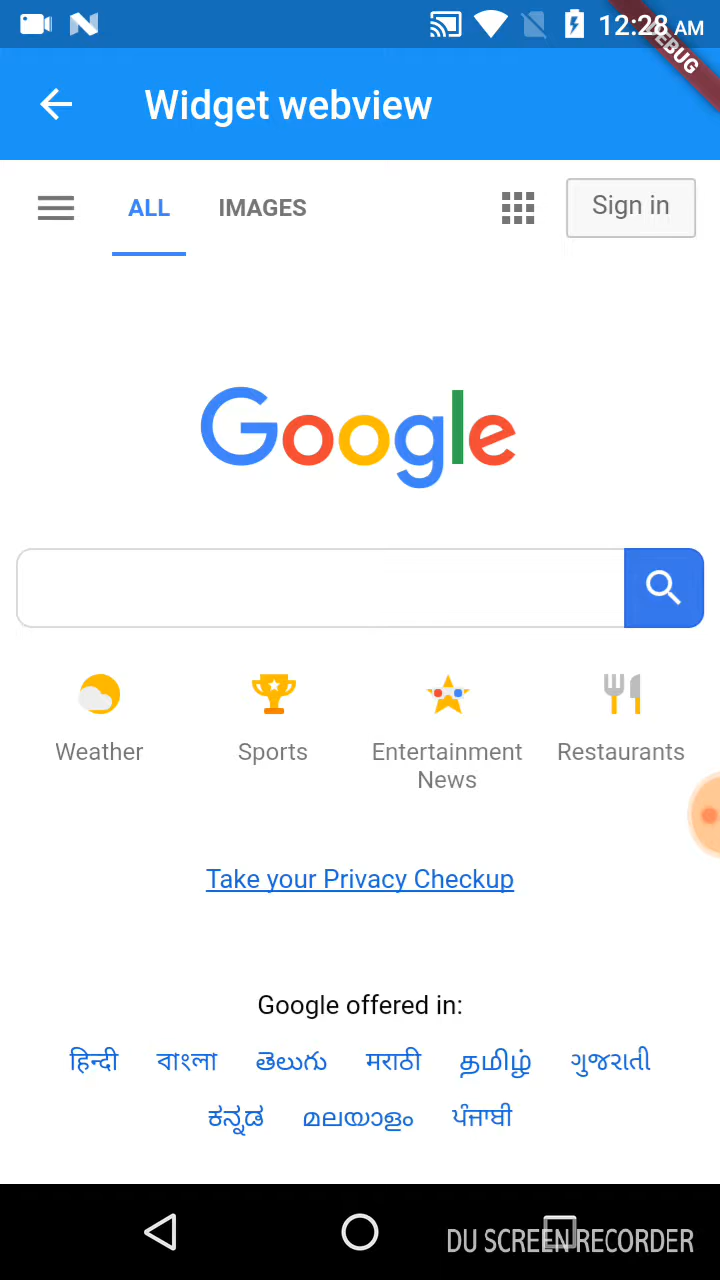 12:28 AM
DEBUG
Widget webview
ALL IMAGES Sign in
Google
Weather Sports Entertainment Restaurants
News
Take your Privacy Checkup
Google offered in:
हिन्दी বাংলা తెలుగు मराठी தமிழ் ગુજરાતી
ಕನ್ನಡ മലയാളം ਪੰਜਾਬੀ
DU SCREEN RECORDER